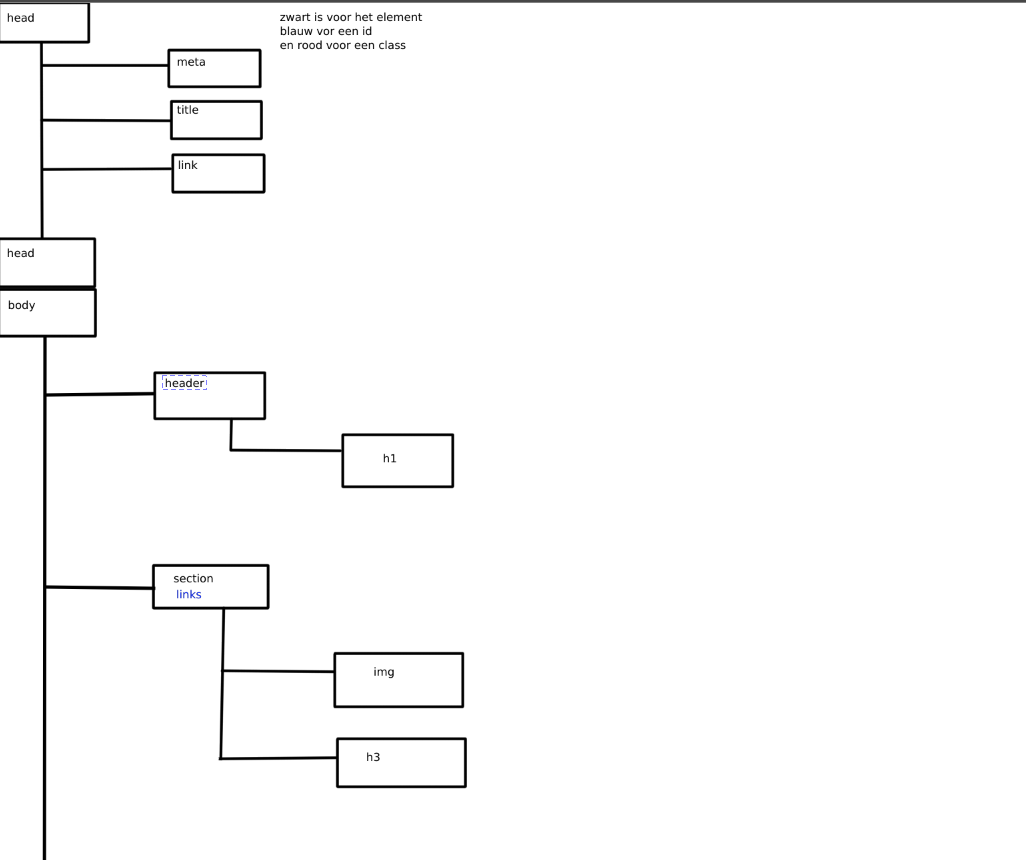 head
zwart is voor het element
blauw vor een id
en rood voor een class
meta
title
link
head
body
header
h1
section
links
img
h3